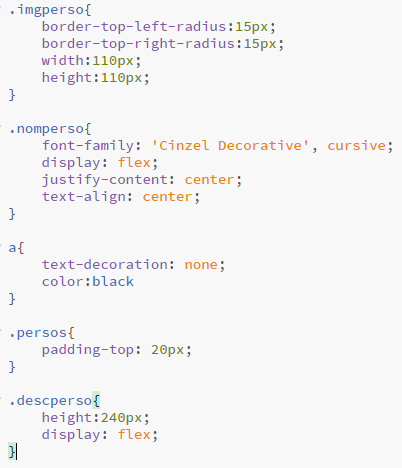 .imgperso{
border-top-left-radius:15px;
border-top-right-radius:15px;
width:110px;
height:110px;
}
.nomperso{
font-family: 'Cinzel Decorative', cursive;
display: flex;
justify-content: center;
text-align: center;
}
a{
text-decoration: none;
color:black
}
.persos{
padding-top: 20px;
}
.descperso{
height:240px;
display: flex;
}